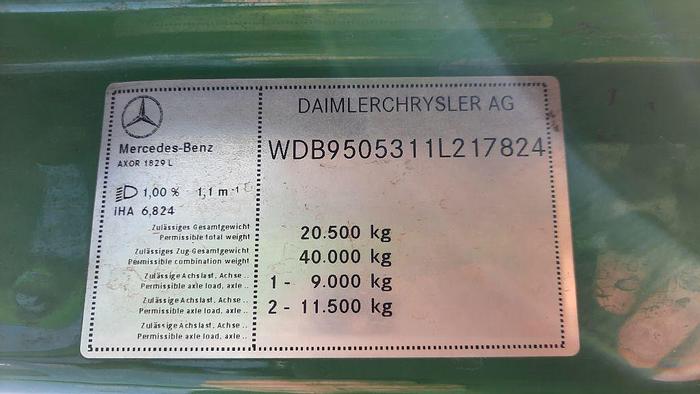 DAIMLERCHRYSLER AG
Mercedes-Benz
AXOR 1829 L
WDB9505311L217824
1,00 % - 1,1 m⁻¹
iHA 6,824
Zulässiges Gesamtgewicht
Permissible total weight
20.500 kg
Zulässiges Zug-Gesamtgewicht
Permissible combination weight
40.000 kg
Zulässige Achslast, Achse ..
Permissible axle load, axle ..
1 - 9.000 kg
Zulässige Achslast, Achse ..
Permissible axle load, axle ..
2 - 11.500 kg
Zulässige Achslast, Achse ..
Permissible axle load, axle ..